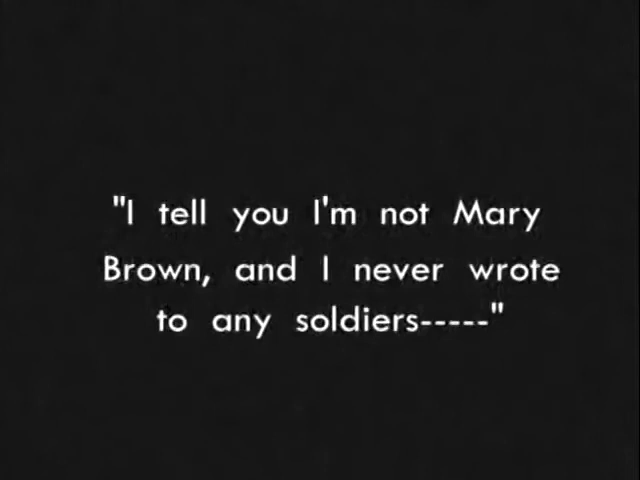 "I tell you I'm not Mary
Brown, and I never wrote
to any soldiers-----"